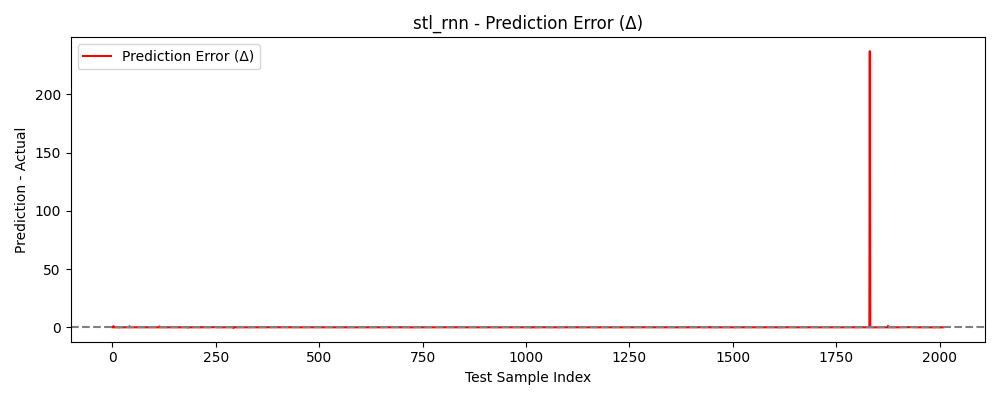 stl_rnn - Prediction Error (Δ)
Prediction Error (Δ)
Prediction - Actual
200
150
100
50
0
0 250 500 750 1000 1250 1500 1750 2000
Test Sample Index